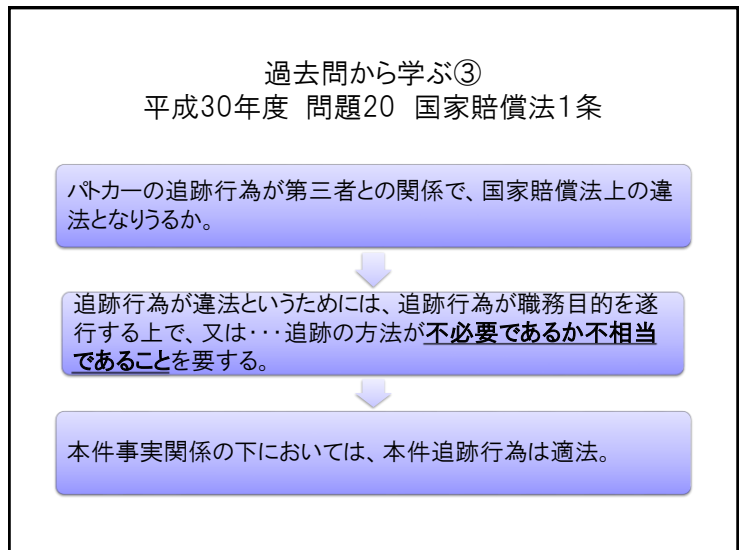 過去問から学ぶ③
平成30年度 問題20 国家賠償法1条
パトカーの追跡行為が第三者との関係で、国家賠償法上の違
法となりうるか。
追跡行為が違法というためには、追跡行為が職務目的を遂
行する上で、又は・・・追跡の方法が不必要であるか不相当
であることを要する。
本件事実関係の下においては、本件追跡行為は適法。